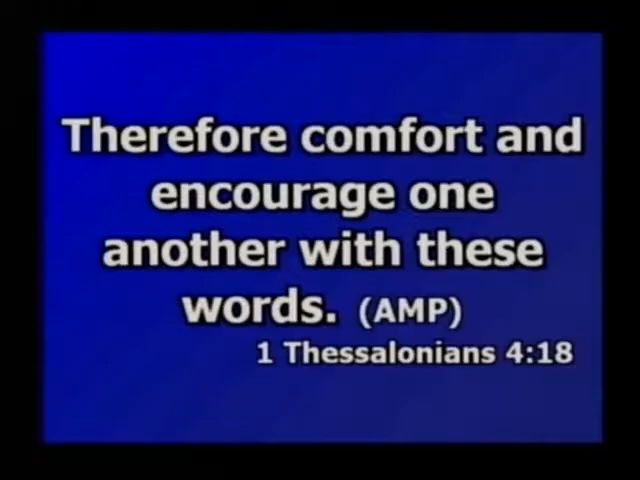 Therefore comfort and
encourage one
another with these
words. (AMP)
1 Thessalonians 4:18